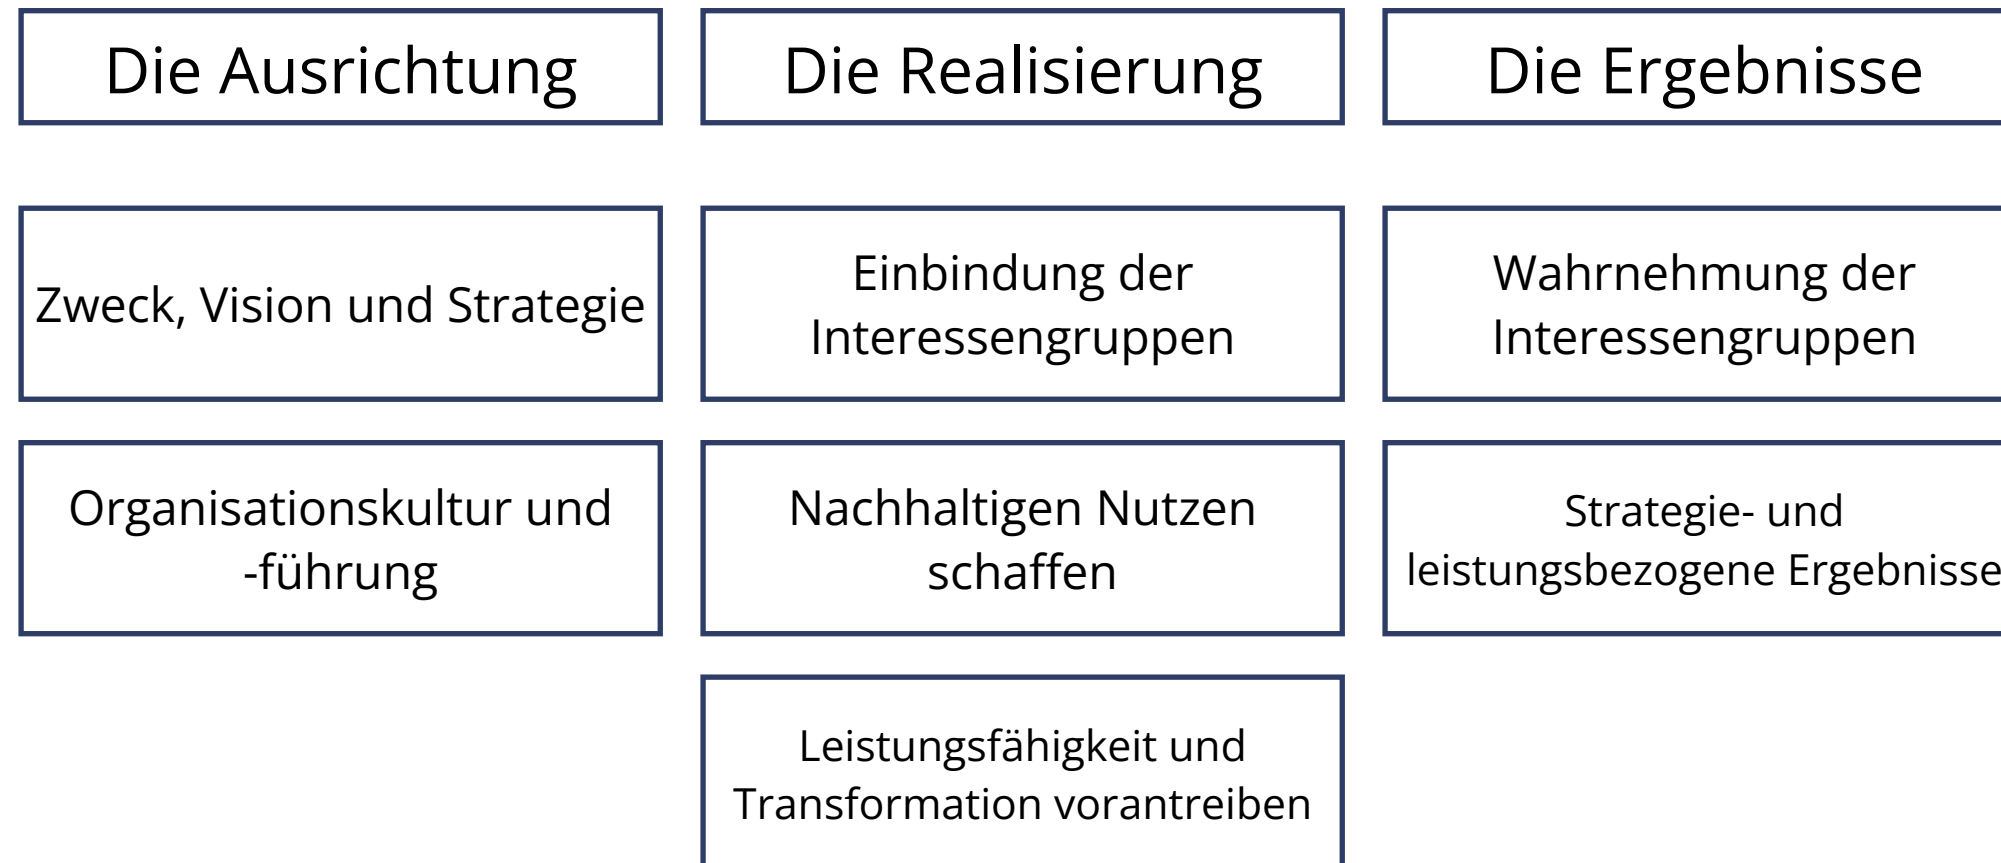 Die Ausrichtung
Die Realisierung
Die Ergebnisse
Zweck, Vision und Strategie
Einbindung der
Interessengruppen
Wahrnehmung der
Interessengruppen
Organisationskultur und
-führung
Nachhaltigen Nutzen
schaffen
Strategie- und
leistungsbezogene Ergebnisse
Leistungsfähigkeit und
Transformation vorantreiben